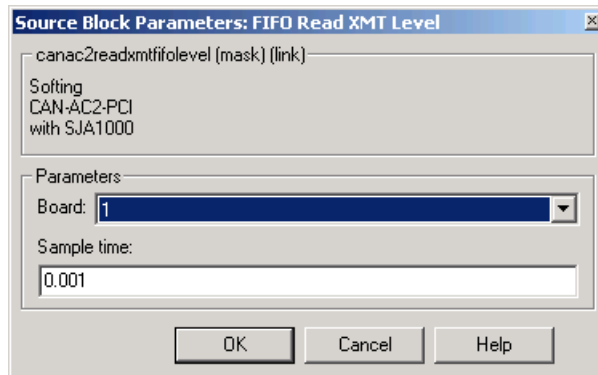 Source Block Parameters: FIFO Read XMT Level
canac2readxmtfifolevel (mask) (link)
Softing
CAN-AC2-PCI
with SJA1000
Parameters
Board: 1
Sample time:
0.001
OK Cancel Help